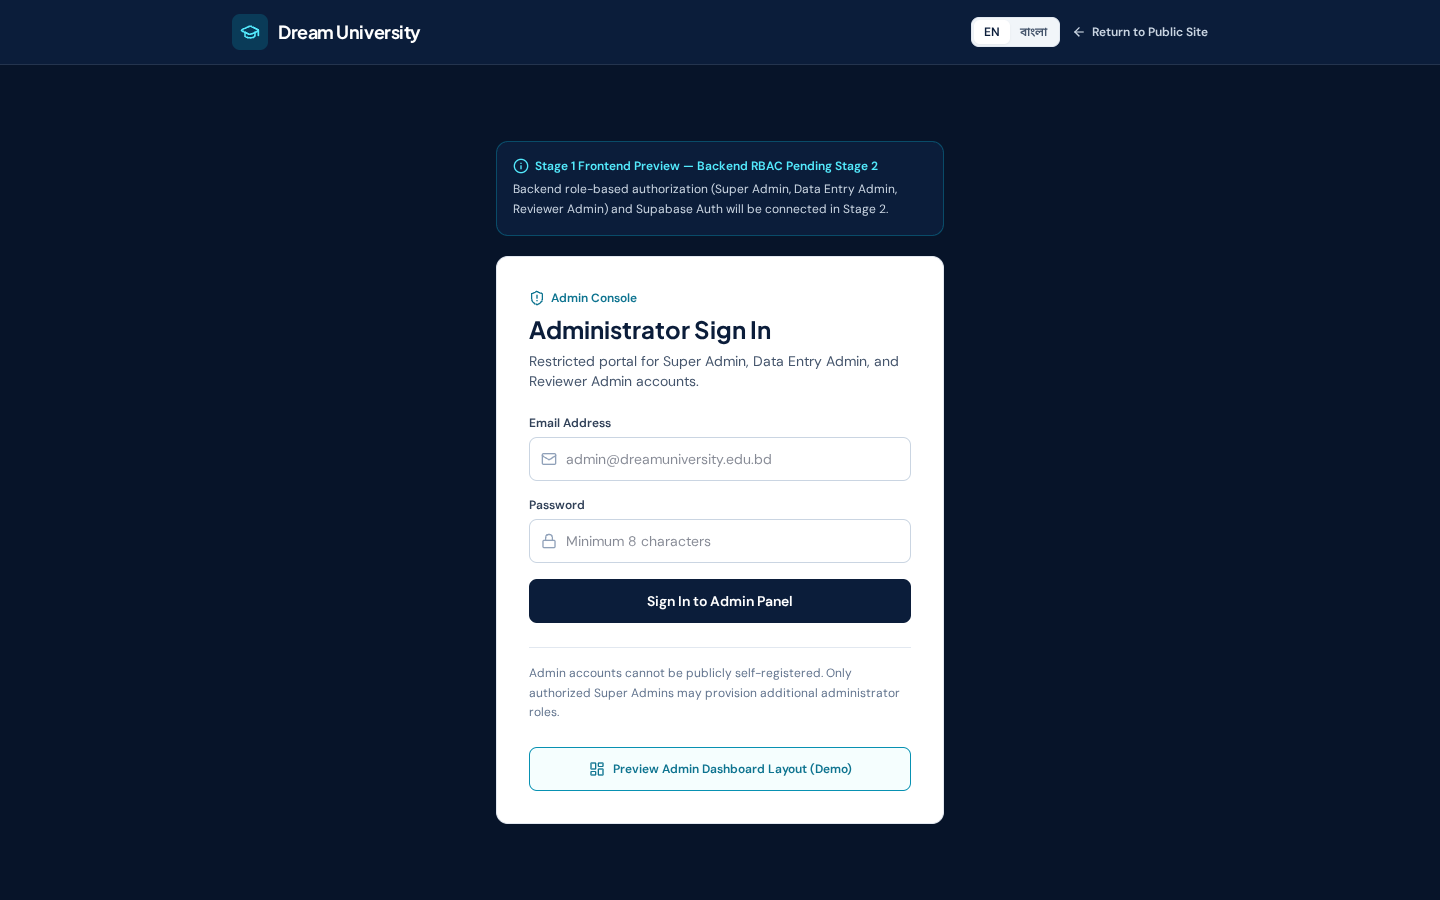 Dream University
EN
বাংলা
Return to Public Site
Stage 1 Frontend Preview — Backend RBAC Pending Stage 2
Backend role-based authorization (Super Admin, Data Entry Admin,
Reviewer Admin) and Supabase Auth will be connected in Stage 2.
Admin Console
Administrator Sign In
Restricted portal for Super Admin, Data Entry Admin, and
Reviewer Admin accounts.
Email Address
admin@dreamuniversity.edu.bd
Password
Minimum 8 characters
Sign In to Admin Panel
Admin accounts cannot be publicly self-registered. Only
authorized Super Admins may provision additional administrator
roles.
Preview Admin Dashboard Layout (Demo)